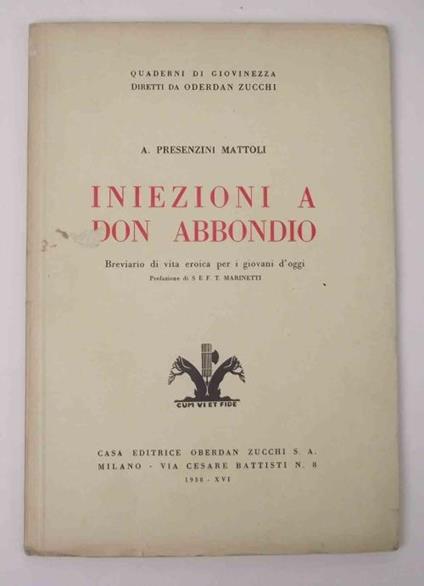 QUADERNI DI GIOVINEZZA
DIRETTI DA ODERDAN ZUCCHI
A. PRESENZINI MATTOLI
INIEZIONI A
DON ABBONDIO
Breviario di vita eroica per i giovani d'oggi
Prefazione di S E F. T. MARINETTI
CUM VI ET FIDE
CASA EDITRICE OBERDAN ZUCCHI S. A.
MILANO - VIA CESARE BATTISTI N. 8
1938 - XVI